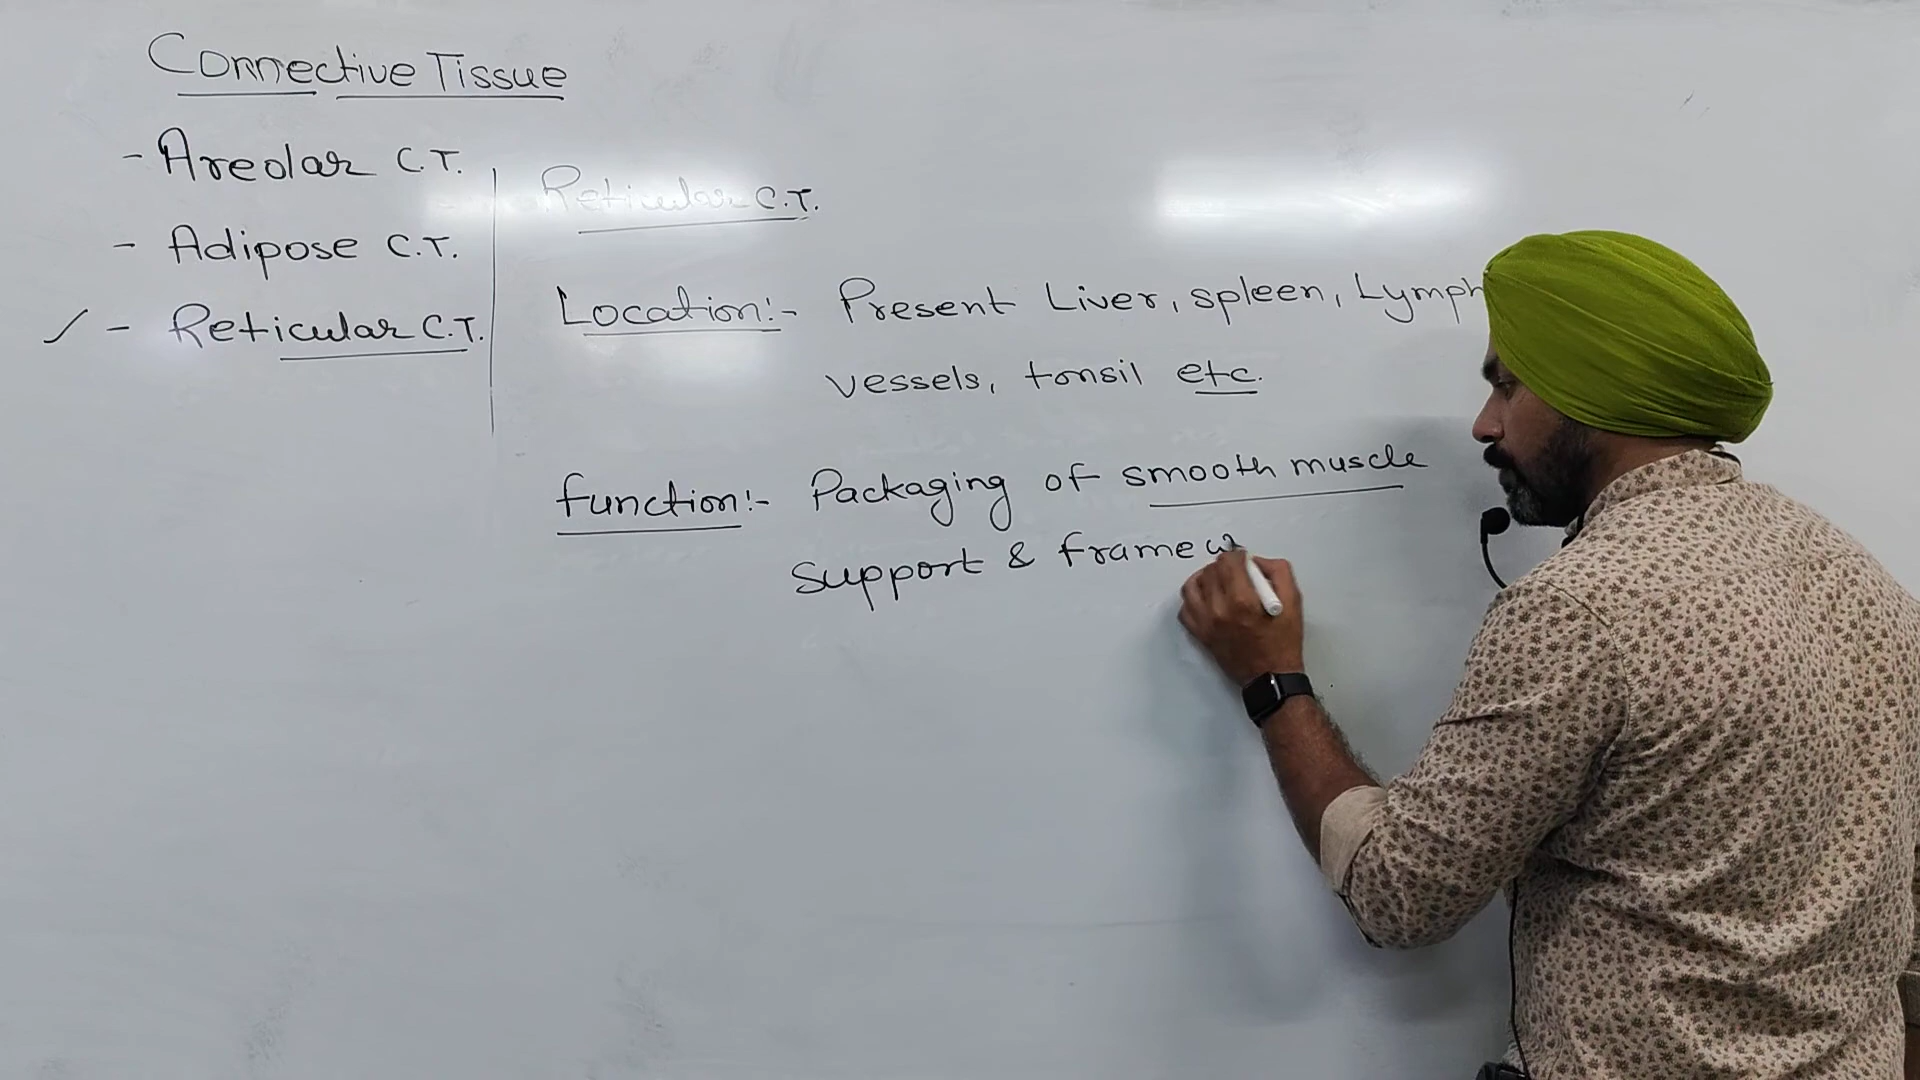 Connective Tissue
- Areolar C.T.
- Adipose C.T.
- Reticular C.T.
Reticular C.T.
Location:- Present Liver, spleen, Lymph
vessels, tonsil etc.
function:- Packaging of smooth muscle
Support & framew